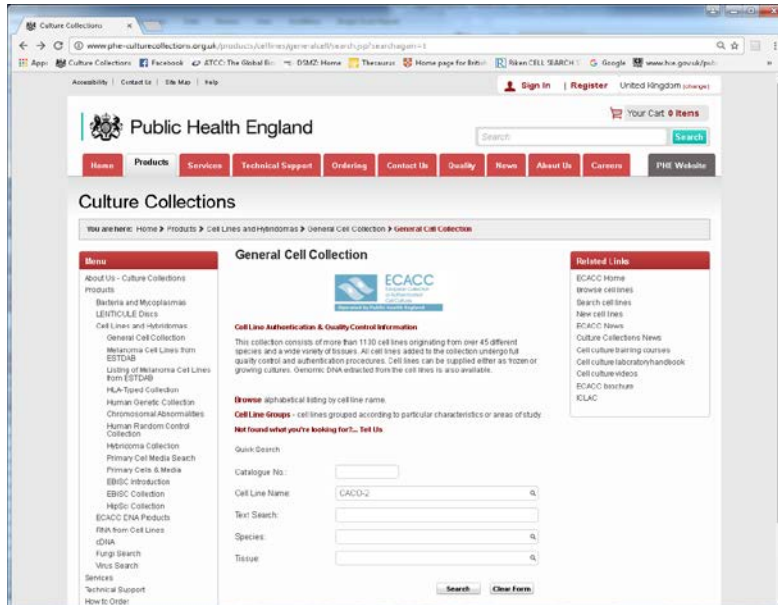 Culture Collections
www.phe-culturecollections.org.uk/products/celllines/generalcell/search.jsp?searchagain=1
Apps Culture Collections Facebook ATCC: The Global Bio DSMZ: Home Thesaurus Home page for British Riken CELL SEARCH Google www.hse.gov.uk/pub
Accessibility | Contact Us | Site Map | Help
Sign In | Register United Kingdom (change)
Your Cart 0 Items
Public Health England
Search Search
Home Products Services Technical Support Ordering Contact Us Quality News About Us Careers PHE Website
Culture Collections
You are here: Home > Products > Cell Lines and Hybridomas > General Cell Collection > General Cell Collection
Menu
About Us - Culture Collections
Products
Bacteria and Mycoplasmas
LENTICULE Discs
Cell Lines and Hybridomas
General Cell Collection
Melanoma Cell Lines from
ESTDAB
Listing of Melanoma Cell Lines
from ESTDAB
HLA-Typed Collection
Human Genetic Collection
Chromosomal Abnormalities
Human Random Control
Collection
Hybridoma Collection
Primary Cell Media Search
Primary Cells & Media
EBiSC Introduction
EBiSC Collection
HipSci Collection
ECACC DNA Products
RNA from Cell Lines
cDNA
Fungi Search
Virus Search
Services
Technical Support
How to Order
General Cell Collection
ECACC
European Collection
of Authenticated
Cell Cultures
Operated by Public Health England
Cell Line Authentication & Quality Control Information
This collection consists of more than 1130 cell lines originating from over 45 different
species and a wide variety of tissues. All cell lines added to the collection undergo full
quality control and authentication procedures. Cell lines can be supplied either as frozen or
growing cultures. Genomic DNA extracted from the cell lines is also available.
Browse alphabetical listing by cell line name.
Cell Line Groups - cell lines grouped according to particular characteristics or areas of study
Not found what you're looking for?... Tell Us
Quick Search
Catalogue No.:
Cell Line Name: CACO-2
Text Search:
Species:
Tissue:
Search Clear Form
Related Links
ECACC Home
Browse cell lines
Search cell lines
New cell lines
ECACC News
Culture Collections News
Cell culture training courses
Cell culture laboratory handbook
Cell culture videos
ECACC brochure
ICLAC